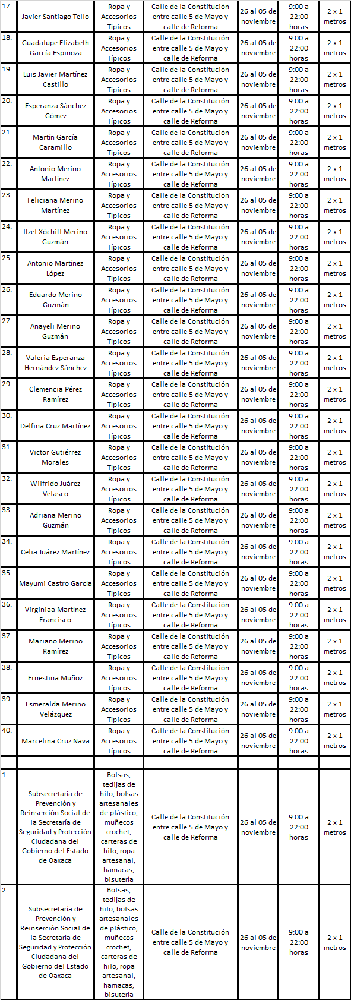 17.
Javier Santiago Tello
Ropa y
Accesorios
Típicos
Calle de la Constitución
entre calle 5 de Mayo y
calle de Reforma
26 al 05 de
noviembre
9:00 a
22:00
horas
2 x 1
metros
18.
Guadalupe Elizabeth
García Espinoza
Ropa y
Accesorios
Típicos
Calle de la Constitución
entre calle 5 de Mayo y
calle de Reforma
26 al 05 de
noviembre
9:00 a
22:00
horas
2 x 1
metros
19.
Luis Javier Martínez
Castillo
Ropa y
Accesorios
Típicos
Calle de la Constitución
entre calle 5 de Mayo y
calle de Reforma
26 al 05 de
noviembre
9:00 a
22:00
horas
2 x 1
metros
20.
Esperanza Sánchez
Gómez
Ropa y
Accesorios
Típicos
Calle de la Constitución
entre calle 5 de Mayo y
calle de Reforma
26 al 05 de
noviembre
9:00 a
22:00
horas
2 x 1
metros
21.
Martín García
Caramillo
Ropa y
Accesorios
Típicos
Calle de la Constitución
entre calle 5 de Mayo y
calle de Reforma
26 al 05 de
noviembre
9:00 a
22:00
horas
2 x 1
metros
22.
Antonio Merino
Martínez
Ropa y
Accesorios
Típicos
Calle de la Constitución
entre calle 5 de Mayo y
calle de Reforma
26 al 05 de
noviembre
9:00 a
22:00
horas
2 x 1
metros
23.
Feliciana Merino
Martínez
Ropa y
Accesorios
Típicos
Calle de la Constitución
entre calle 5 de Mayo y
calle de Reforma
26 al 05 de
noviembre
9:00 a
22:00
horas
2 x 1
metros
24.
Itzel Xóchitl Merino
Guzmán
Ropa y
Accesorios
Típicos
Calle de la Constitución
entre calle 5 de Mayo y
calle de Reforma
26 al 05 de
noviembre
9:00 a
22:00
horas
2 x 1
metros
25.
Antonio Martínez
López
Ropa y
Accesorios
Típicos
Calle de la Constitución
entre calle 5 de Mayo y
calle de Reforma
26 al 05 de
noviembre
9:00 a
22:00
horas
2 x 1
metros
26.
Eduardo Merino
Guzmán
Ropa y
Accesorios
Típicos
Calle de la Constitución
entre calle 5 de Mayo y
calle de Reforma
26 al 05 de
noviembre
9:00 a
22:00
horas
2 x 1
metros
27.
Anayeli Merino
Guzmán
Ropa y
Accesorios
Típicos
Calle de la Constitución
entre calle 5 de Mayo y
calle de Reforma
26 al 05 de
noviembre
9:00 a
22:00
horas
2 x 1
metros
28.
Valeria Esperanza
Hernández Sánchez
Ropa y
Accesorios
Típicos
Calle de la Constitución
entre calle 5 de Mayo y
calle de Reforma
26 al 05 de
noviembre
9:00 a
22:00
horas
2 x 1
metros
29.
Clemencia Pérez
Ramírez
Ropa y
Accesorios
Típicos
Calle de la Constitución
entre calle 5 de Mayo y
calle de Reforma
26 al 05 de
noviembre
9:00 a
22:00
horas
2 x 1
metros
30.
Delfina Cruz Martínez
Ropa y
Accesorios
Típicos
Calle de la Constitución
entre calle 5 de Mayo y
calle de Reforma
26 al 05 de
noviembre
9:00 a
22:00
horas
2 x 1
metros
31.
Victor Gutiérrez
Morales
Ropa y
Accesorios
Típicos
Calle de la Constitución
entre calle 5 de Mayo y
calle de Reforma
26 al 05 de
noviembre
9:00 a
22:00
horas
2 x 1
metros
32.
Wilfrido Juárez
Velasco
Ropa y
Accesorios
Típicos
Calle de la Constitución
entre calle 5 de Mayo y
calle de Reforma
26 al 05 de
noviembre
9:00 a
22:00
horas
2 x 1
metros
33.
Adriana Merino
Guzmán
Ropa y
Accesorios
Típicos
Calle de la Constitución
entre calle 5 de Mayo y
calle de Reforma
26 al 05 de
noviembre
9:00 a
22:00
horas
2 x 1
metros
34.
Celia Juárez Martínez
Ropa y
Accesorios
Típicos
Calle de la Constitución
entre calle 5 de Mayo y
calle de Reforma
26 al 05 de
noviembre
9:00 a
22:00
horas
2 x 1
metros
35.
Mayumi Castro García
Ropa y
Accesorios
Típicos
Calle de la Constitución
entre calle 5 de Mayo y
calle de Reforma
26 al 05 de
noviembre
9:00 a
22:00
horas
2 x 1
metros
36.
Virginiaa Martínez
Francisco
Ropa y
Accesorios
Típicos
Calle de la Constitución
entre calle 5 de Mayo y
calle de Reforma
26 al 05 de
noviembre
9:00 a
22:00
horas
2 x 1
metros
37.
Mariano Merino
Ramírez
Ropa y
Accesorios
Típicos
Calle de la Constitución
entre calle 5 de Mayo y
calle de Reforma
26 al 05 de
noviembre
9:00 a
22:00
horas
2 x 1
metros
38.
Ernestina Muñoz
Ropa y
Accesorios
Típicos
Calle de la Constitución
entre calle 5 de Mayo y
calle de Reforma
26 al 05 de
noviembre
9:00 a
22:00
horas
2 x 1
metros
39.
Esmeralda Merino
Velázquez
Ropa y
Accesorios
Típicos
Calle de la Constitución
entre calle 5 de Mayo y
calle de Reforma
26 al 05 de
noviembre
9:00 a
22:00
horas
2 x 1
metros
40.
Marcelina Cruz Nava
Ropa y
Accesorios
Típicos
Calle de la Constitución
entre calle 5 de Mayo y
calle de Reforma
26 al 05 de
noviembre
9:00 a
22:00
horas
2 x 1
metros
1.
Subsecretaría de
Prevención y
Reinserción Social de
la Secretaría de
Seguridad y Protección
Ciudadana del
Gobierno del Estado
de Oaxaca
Bolsas,
tedijas de
hilo, bolsas
artesanales
de plástico,
muñecos
crochet,
carteras de
hilo, ropa
artesanal,
hamacas,
bisutería
Calle de la Constitución
entre calle 5 de Mayo y
calle de Reforma
26 al 05 de
noviembre
9:00 a
22:00
horas
2 x 1
metros
2.
Subsecretaría de
Prevención y
Reinserción Social de
la Secretaría de
Seguridad y Protección
Ciudadana del
Gobierno del Estado
de Oaxaca
Bolsas,
tedijas de
hilo, bolsas
artesanales
de plástico,
muñecos
crochet,
carteras de
hilo, ropa
artesanal,
hamacas,
bisutería
Calle de la Constitución
entre calle 5 de Mayo y
calle de Reforma
26 al 05 de
noviembre
9:00 a
22:00
horas
2 x 1
metros